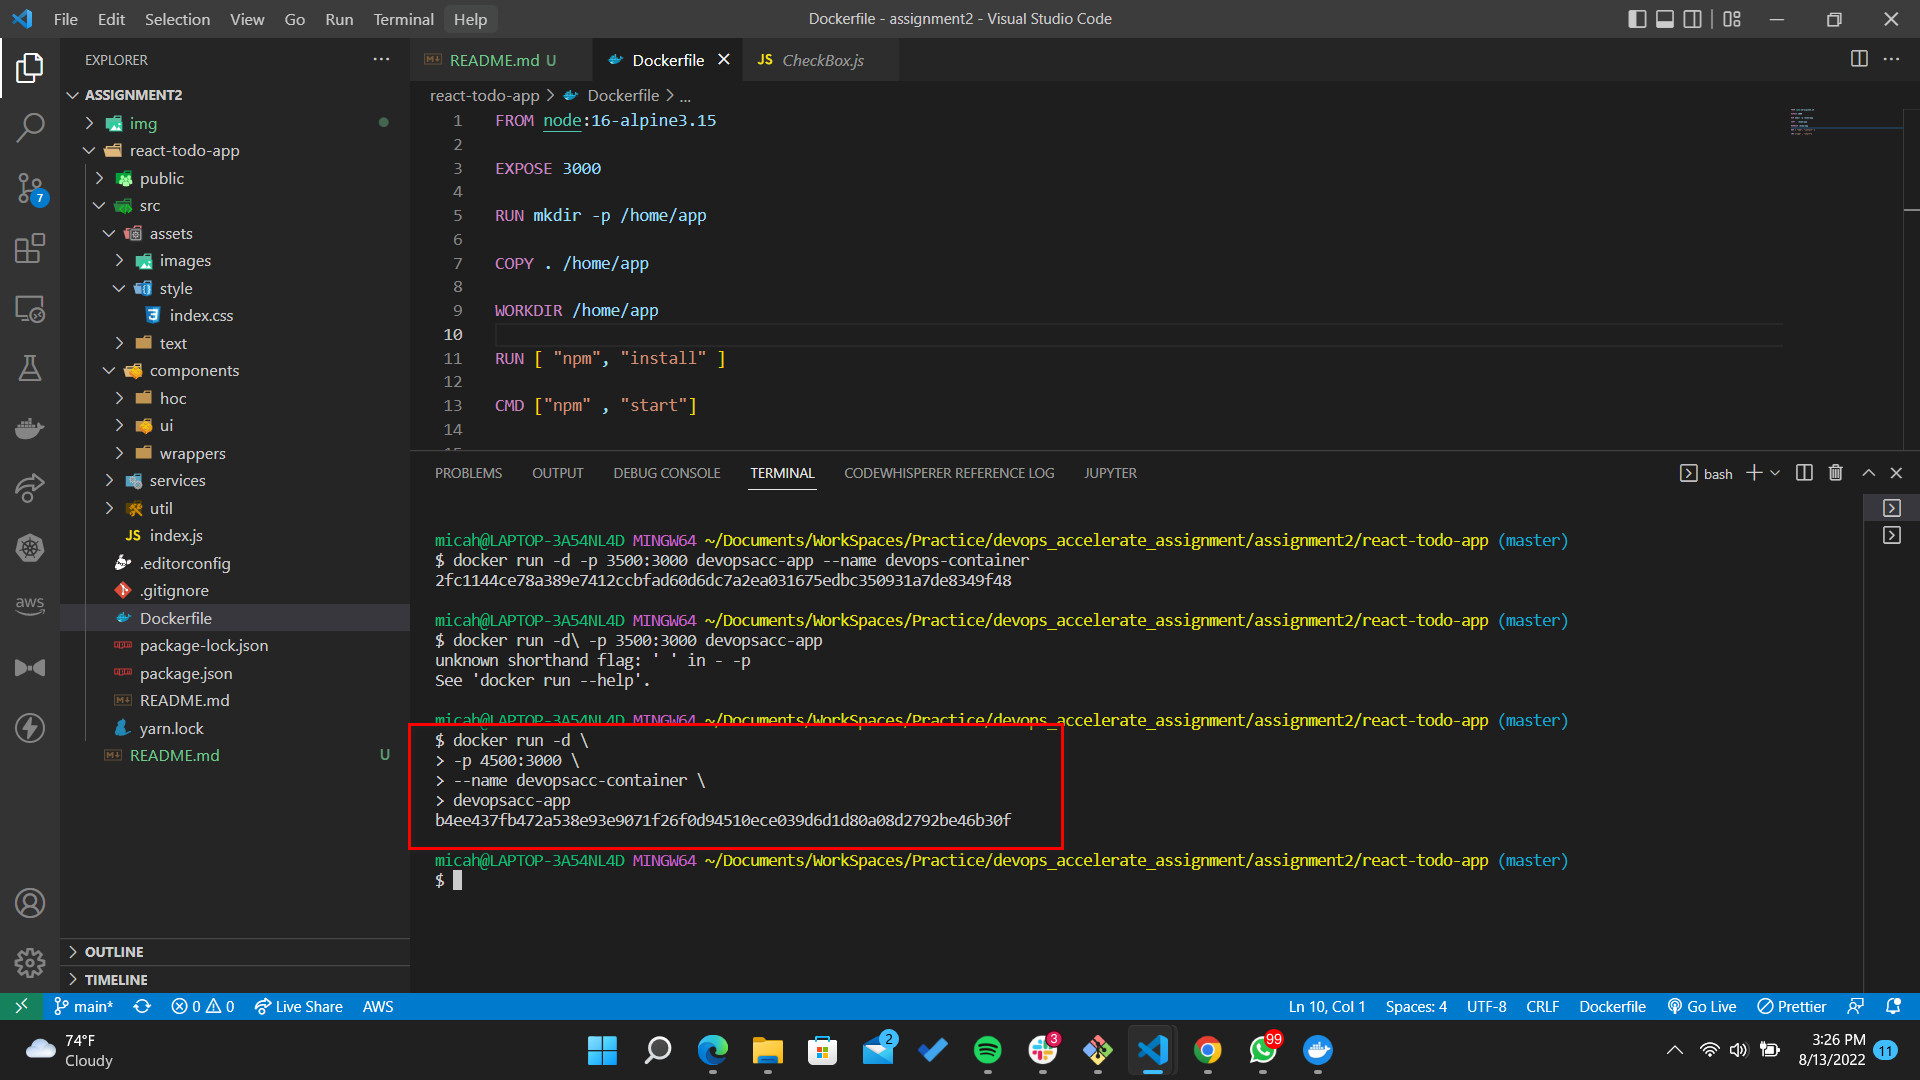 File Edit Selection View Go Run Terminal Help
Dockerfile - assignment2 - Visual Studio Code
EXPLORER
README.md U
Dockerfile
JS CheckBox.js
ASSIGNMENT2
img
react-todo-app
public
src
assets
images
style
index.css
text
components
hoc
ui
wrappers
services
util
JS index.js
.editorconfig
.gitignore
Dockerfile
package-lock.json
package.json
README.md
yarn.lock
README.md U
OUTLINE
TIMELINE
7
aws
react-todo-app > Dockerfile > ...
1 FROM node:16-alpine3.15
2
3 EXPOSE 3000
4
5 RUN mkdir -p /home/app
6
7 COPY . /home/app
8
9 WORKDIR /home/app
10
11 RUN [ "npm", "install" ]
12
13 CMD ["npm" , "start"]
14
PROBLEMS OUTPUT DEBUG CONSOLE TERMINAL CODEWHISPERER REFERENCE LOG JUPYTER
bash
micah@LAPTOP-3A54NL4D MINGW64 ~/Documents/WorkSpaces/Practice/devops_accelerate_assignment/assignment2/react-todo-app (master)
$ docker run -d -p 3500:3000 devopsacc-app --name devops-container
2fc1144ce78a389e7412ccbfad60d6dc7a2ea031675edbc350931a7de8349f48
micah@LAPTOP-3A54NL4D MINGW64 ~/Documents/WorkSpaces/Practice/devops_accelerate_assignment/assignment2/react-todo-app (master)
$ docker run -d\ -p 3500:3000 devopsacc-app
unknown shorthand flag: ' ' in - -p
See 'docker run --help'.
micah@LAPTOP-3A54NL4D MINGW64 ~/Documents/WorkSpaces/Practice/devops_accelerate_assignment/assignment2/react-todo-app (master)
$ docker run -d \
> -p 4500:3000 \
> --name devopsacc-container \
> devopsacc-app
b4ee437fb472a538e93e9071f26f0d94510ece039d6d1d80a08d2792be46b30f
micah@LAPTOP-3A54NL4D MINGW64 ~/Documents/WorkSpaces/Practice/devops_accelerate_assignment/assignment2/react-todo-app (master)
$
main* 0 0 Live Share AWS
Ln 10, Col 1 Spaces: 4 UTF-8 CRLF Dockerfile Go Live Prettier
74°F
Cloudy
2
3
99
3:26 PM
8/13/2022
11